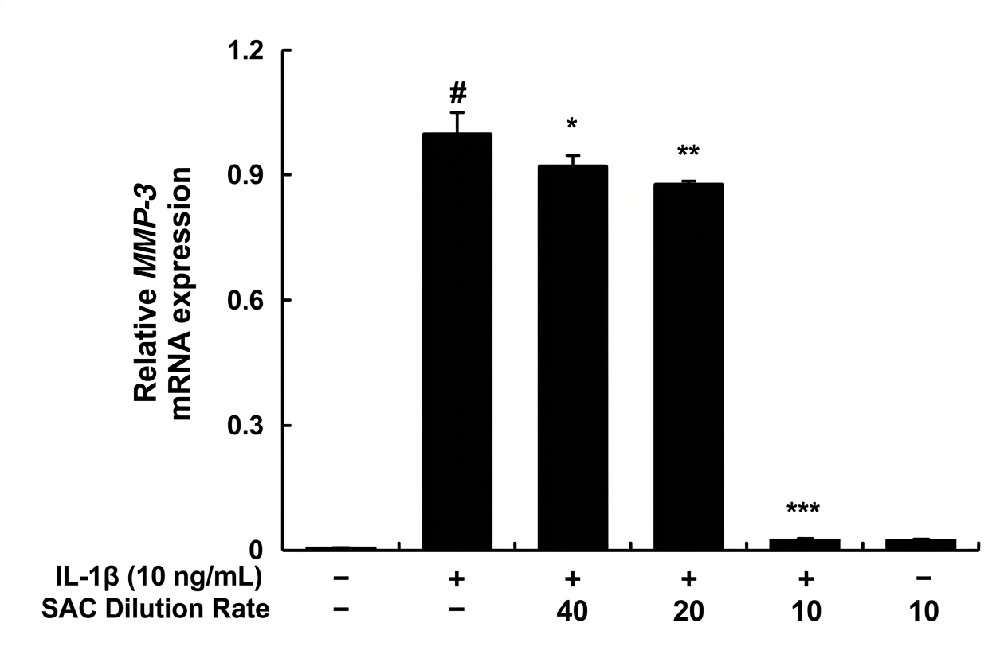 1.2
#
*
**
0.9
Relative MMP-3
mRNA expression
0.6
0.3
***
0
IL-1β (10 ng/mL) − + + + + −
SAC Dilution Rate − − 40 20 10 10